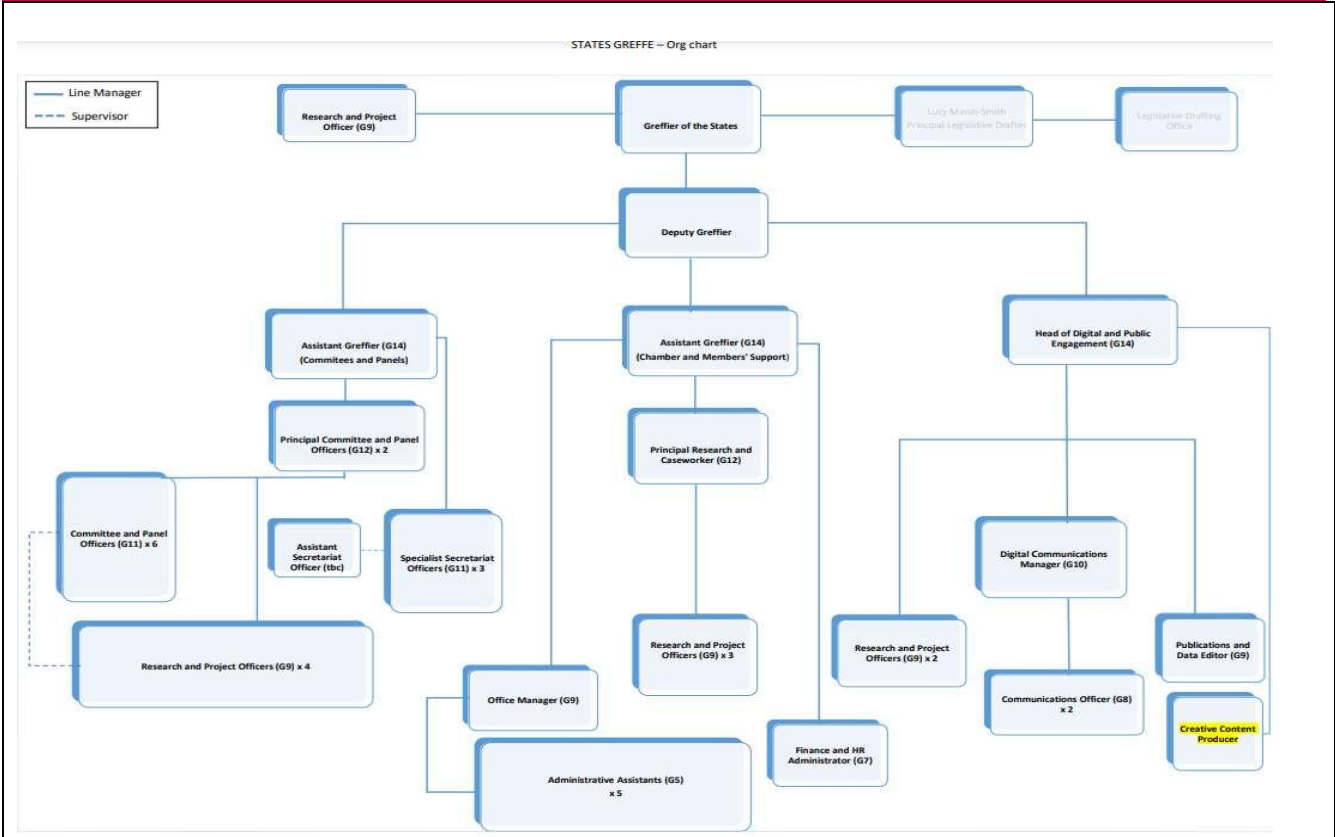 STATES GREFFE – Org chart
Line Manager
Supervisor
Research and Project
Officer (G9)
Greffier of the States
Lucy Marsh-Smith
Principal Legislative Drafter
Legislative Drafting
Office
Deputy Greffier
Assistant Greffier (G14)
(Commitees and Panels)
Assistant Greffier (G14)
(Chamber and Members' Support)
Head of Digital and Public
Engagement (G14)
Principal Committee and Panel
Officers (G12) x 2
Principal Research and
Caseworker (G12)
Committee and Panel
Officers (G11) x 6
Assistant
Secretariat
Officer (tbc)
Specialist Secretariat
Officers (G11) x 3
Digital Communications
Manager (G10)
Research and Project Officers (G9) x 4
Research and Project
Officers (G9) x 3
Research and Project
Officers (G9) x 2
Publications and
Data Editor (G9)
Office Manager (G9)
Communications Officer (G8)
x 2
Creative Content
Producer
Finance and HR
Administrator (G7)
Administrative Assistants (G5)
x 5